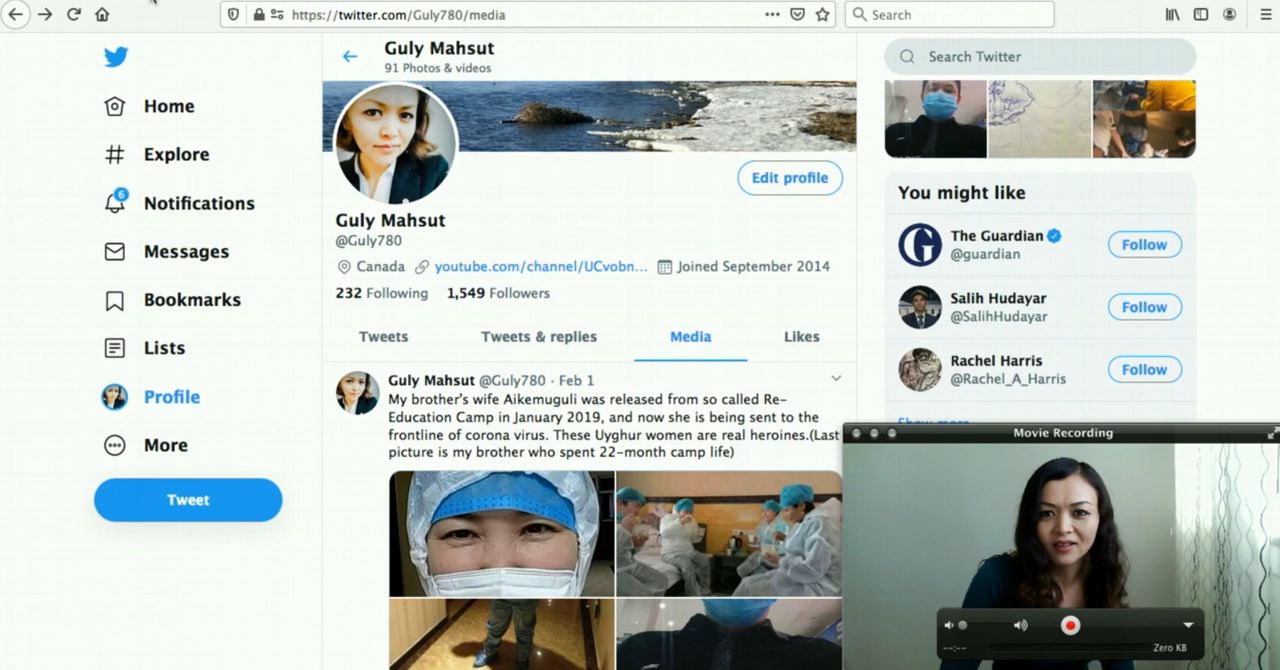 https://twitter.com/Guly780/media
Search
Guly Mahsut
91 Photos & videos
Search Twitter
Home
Explore
6
Notifications
Messages
Bookmarks
Lists
Profile
More
Tweet
Edit profile
Guly Mahsut
@Guly780
Canada youtube.com/channel/UCvobn... Joined September 2014
232 Following 1,549 Followers
Tweets Tweets & replies Media Likes
Guly Mahsut @Guly780 · Feb 1
My brother's wife Aikemuguli was released from so called Re-
Education Camp in January 2019, and now she is being sent to the
frontline of corona virus. These Uyghur women are real heroines.(Last
picture is my brother who spent 22-month camp life)
You might like
The Guardian
@guardian
Follow
Salih Hudayar
@SalihHudayar
Follow
Rachel Harris
@Rachel_A_Harris
Follow
Show more
Movie Recording
--:--
Zero KB